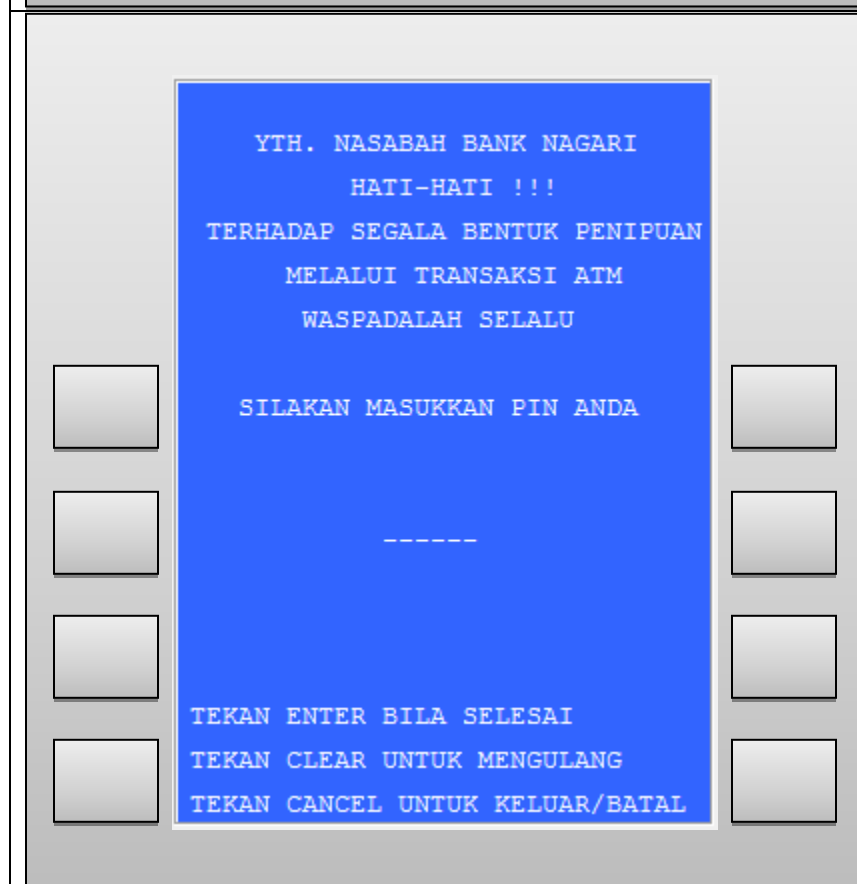 YTH. NASABAH BANK NAGARI
HATI-HATI !!!
TERHADAP SEGALA BENTUK PENIPUAN
MELALUI TRANSAKSI ATM
WASPADALAH SELALU
SILAKAN MASUKKAN PIN ANDA
------
TEKAN ENTER BILA SELESAI
TEKAN CLEAR UNTUK MENGULANG
TEKAN CANCEL UNTUK KELUAR/BATAL